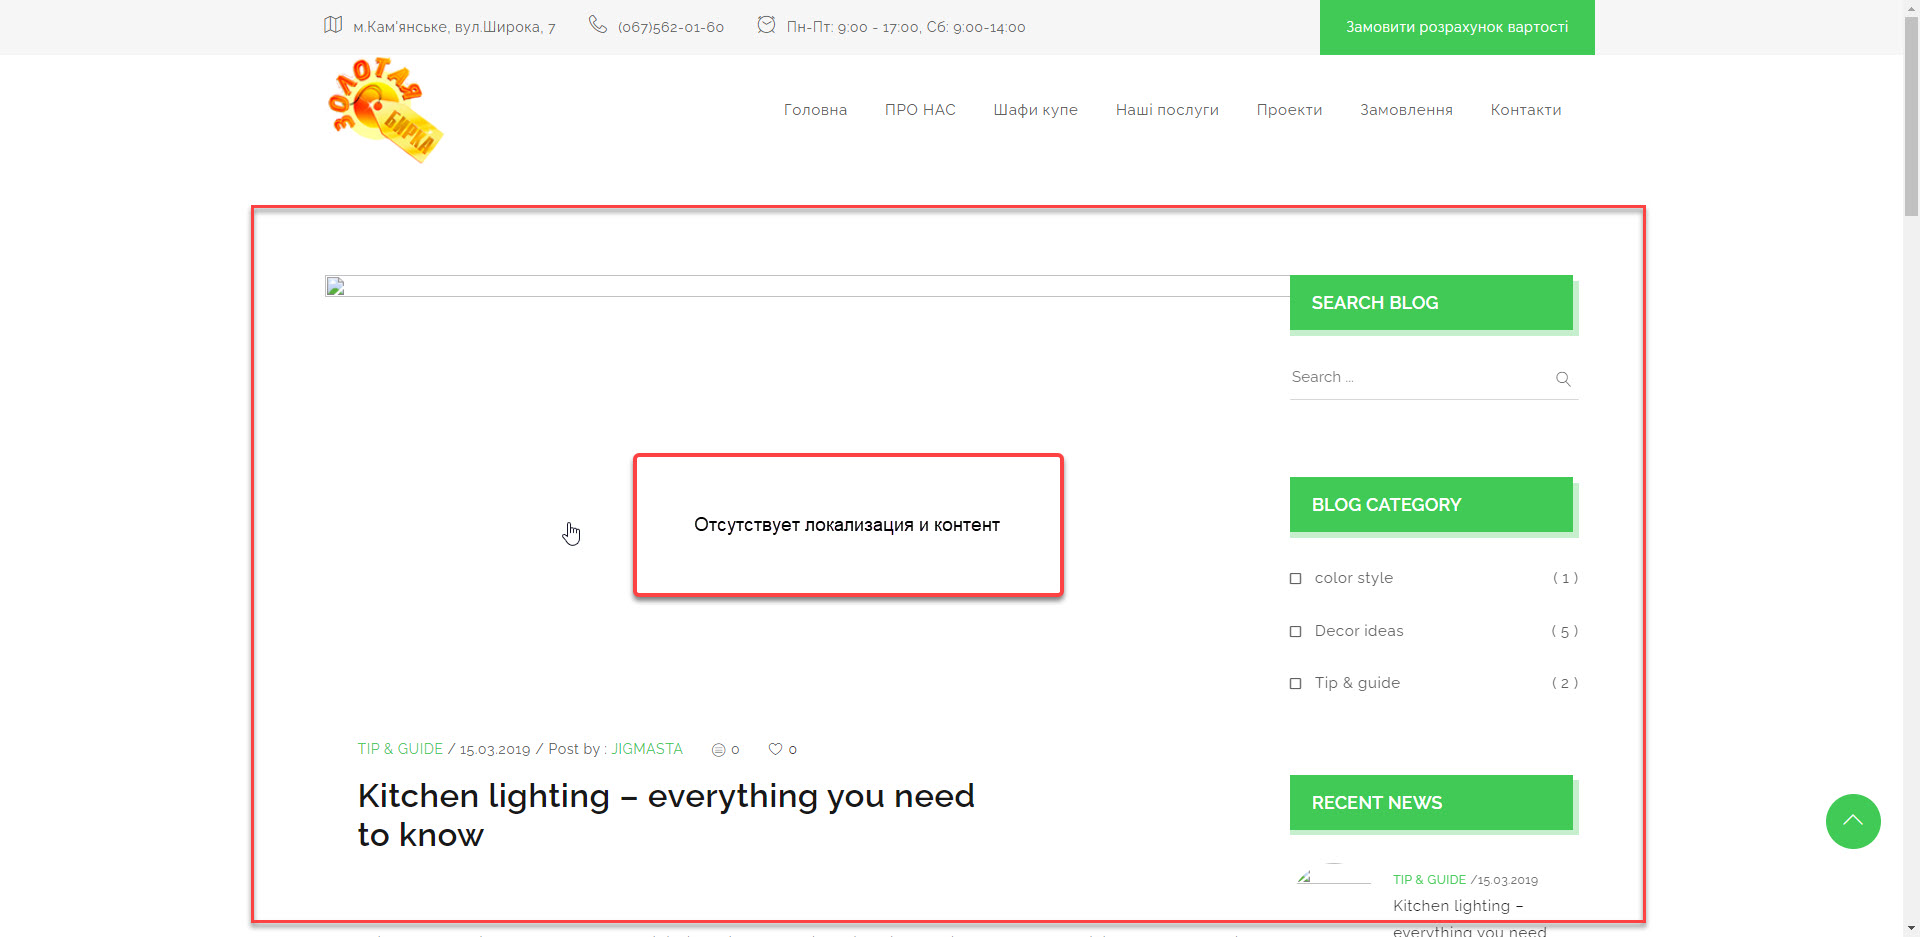 м.Кам'янське, вул.Широка, 7
(067)562-01-60
Пн-Пт: 9:00 - 17:00, Сб: 9:00-14:00
Замовити розрахунок вартості
ЗОЛОТАЯ
БИРКА
Головна
ПРО НАС
Шафи купе
Наші послуги
Проекти
Замовлення
Контакти
SEARCH BLOG
Search ...
Отсутствует локализация и контент
BLOG CATEGORY
color style ( 1 )
Decor ideas ( 5 )
Tip & guide ( 2 )
TIP & GUIDE / 15.03.2019 / Post by : JIGMASTA 0 0
Kitchen lighting – everything you need
to know
RECENT NEWS
TIP & GUIDE /15.03.2019
Kitchen lighting –
everything you need